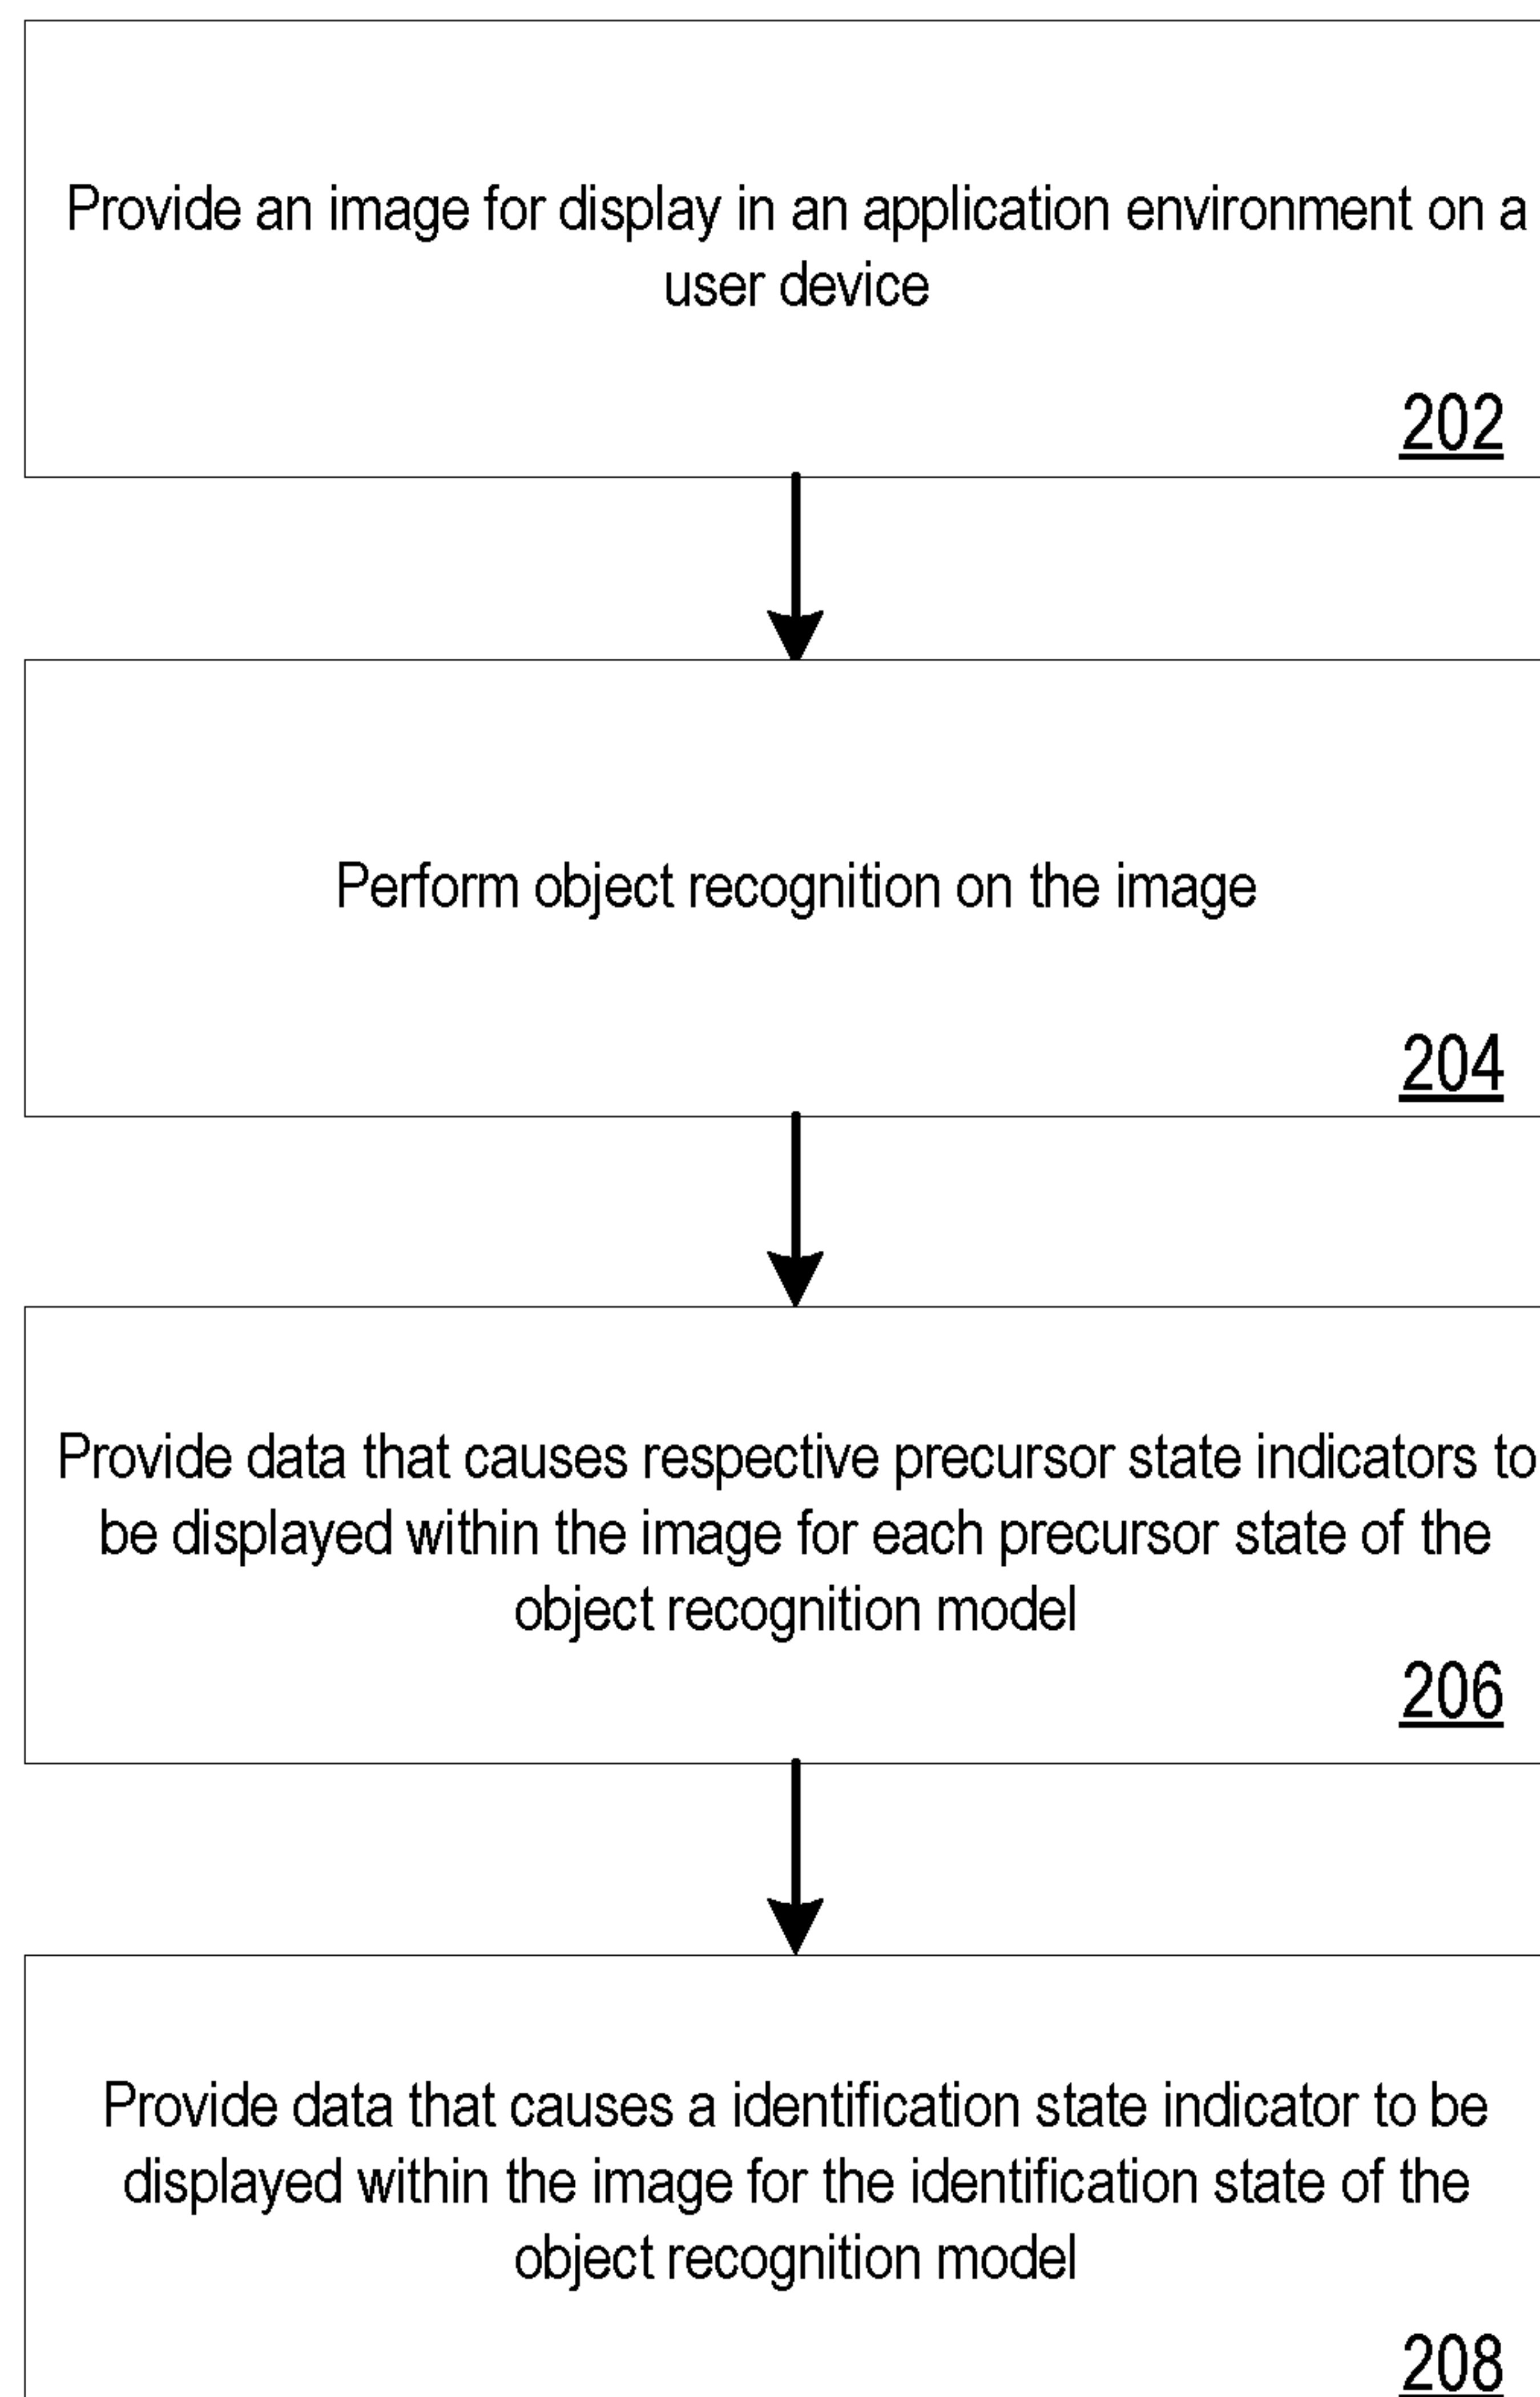 Provide an image for display in an application environment on a
user device
202
Perform object recognition on the image
204
Provide data that causes respective precursor state indicators to
be displayed within the image for each precursor state of the
object recognition model
206
Provide data that causes a identification state indicator to be
displayed within the image for the identification state of the
object recognition model
208